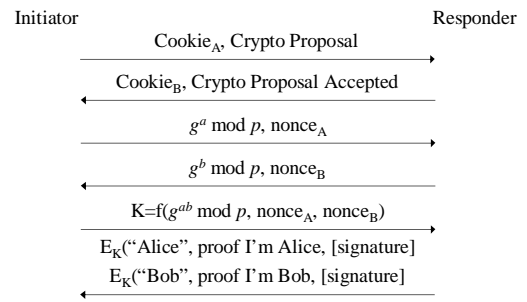 Initiator Responder
Cookie_A, Crypto Proposal
Cookie_B, Crypto Proposal Accepted
g^a mod p, nonce_A
g^b mod p, nonce_B
K=f(g^ab mod p, nonce_A, nonce_B)
E_K(“Alice”, proof I'm Alice, [signature]
E_K(“Bob”, proof I'm Bob, [signature]